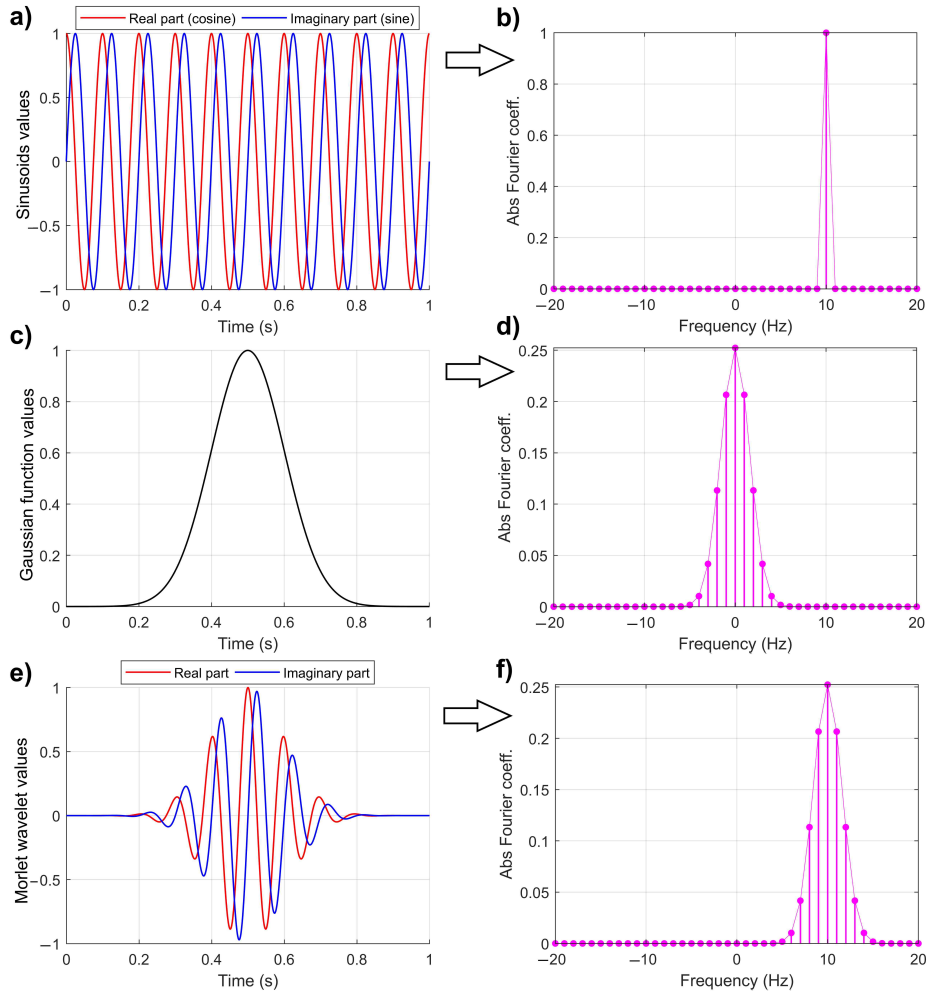 a)
Real part (cosine) Imaginary part (sine)
Sinusoids values
1
0.5
0
−0.5
−1
0 0.2 0.4 0.6 0.8 1
Time (s)
b)
Abs Fourier coeff.
1
0.8
0.6
0.4
0.2
0
−20 −10 0 10 20
Frequency (Hz)
c)
Gaussian function values
1
0.8
0.6
0.4
0.2
0
0 0.2 0.4 0.6 0.8 1
Time (s)
d)
Abs Fourier coeff.
0.25
0.2
0.15
0.1
0.05
0
−20 −10 0 10 20
Frequency (Hz)
e)
Real part Imaginary part
Morlet wavelet values
1
0.5
0
−0.5
−1
0 0.2 0.4 0.6 0.8 1
Time (s)
f)
Abs Fourier coeff.
0.25
0.2
0.15
0.1
0.05
0
−20 −10 0 10 20
Frequency (Hz)